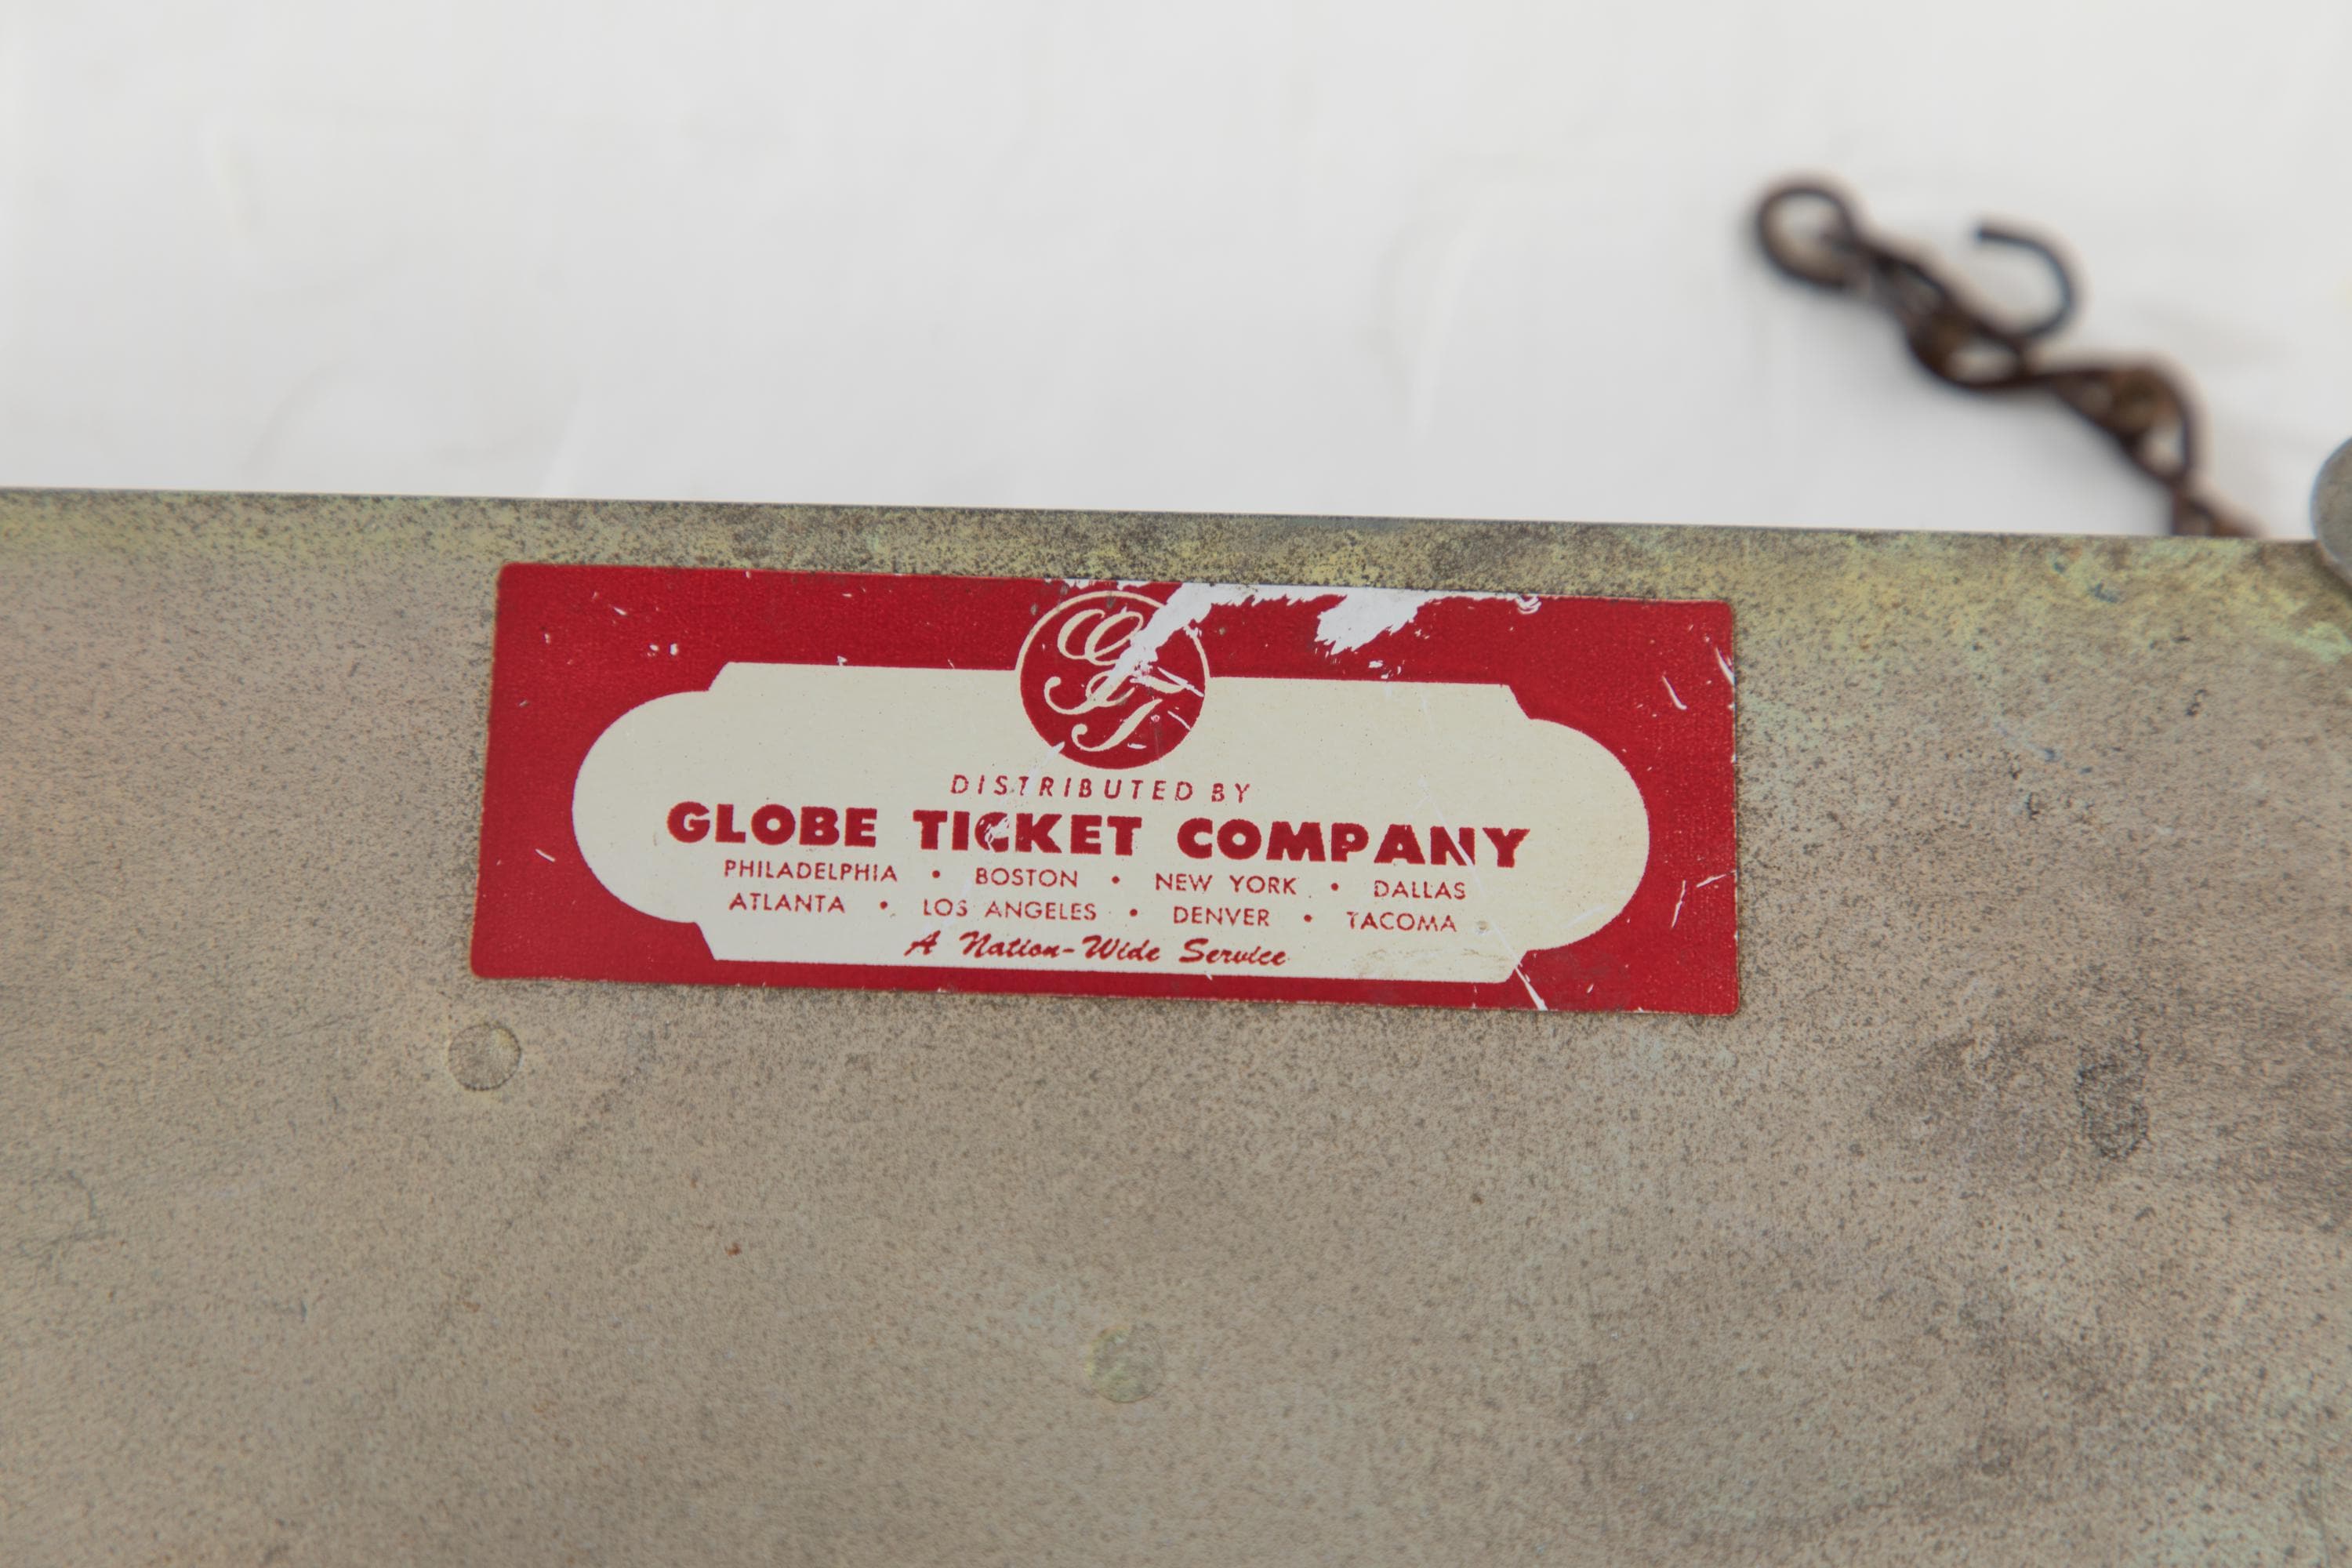 GT
DISTRIBUTED BY
GLOBE TICKET COMPANY
PHILADELPHIA • BOSTON • NEW YORK • DALLAS
ATLANTA • LOS ANGELES • DENVER • TACOMA
A Nation-Wide Service